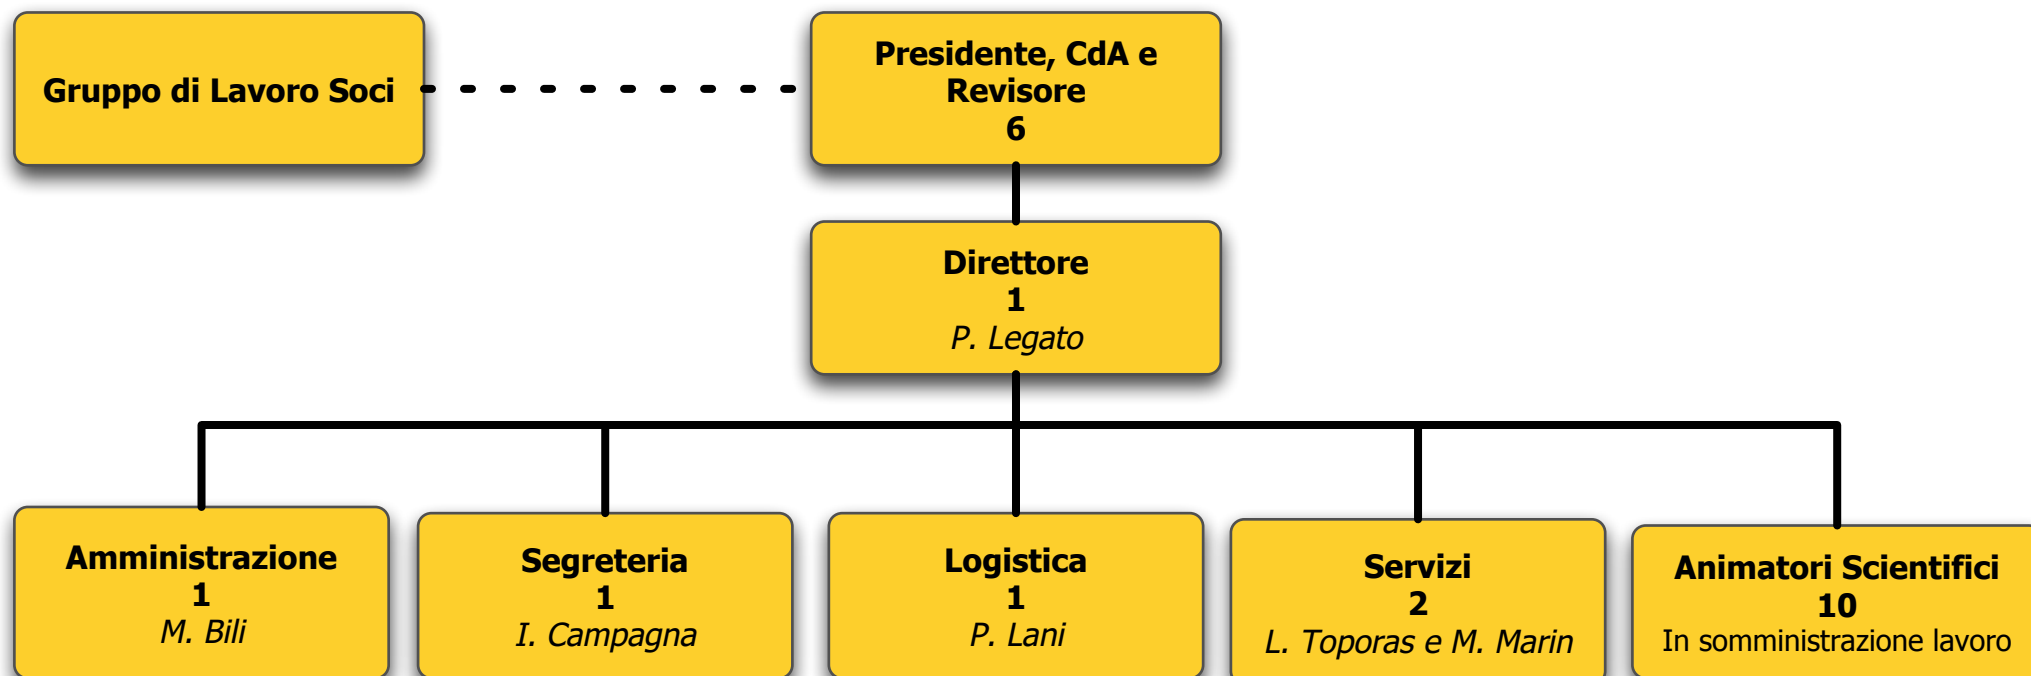 Gruppo di Lavoro Soci
Presidente, CdA e
Revisore
6
Direttore
1
P. Legato
Amministrazione
1
M. Bili
Segreteria
1
I. Campagna
Logistica
1
P. Lani
Servizi
2
L. Toporas e M. Marin
Animatori Scientifici
10
In somministrazione lavoro